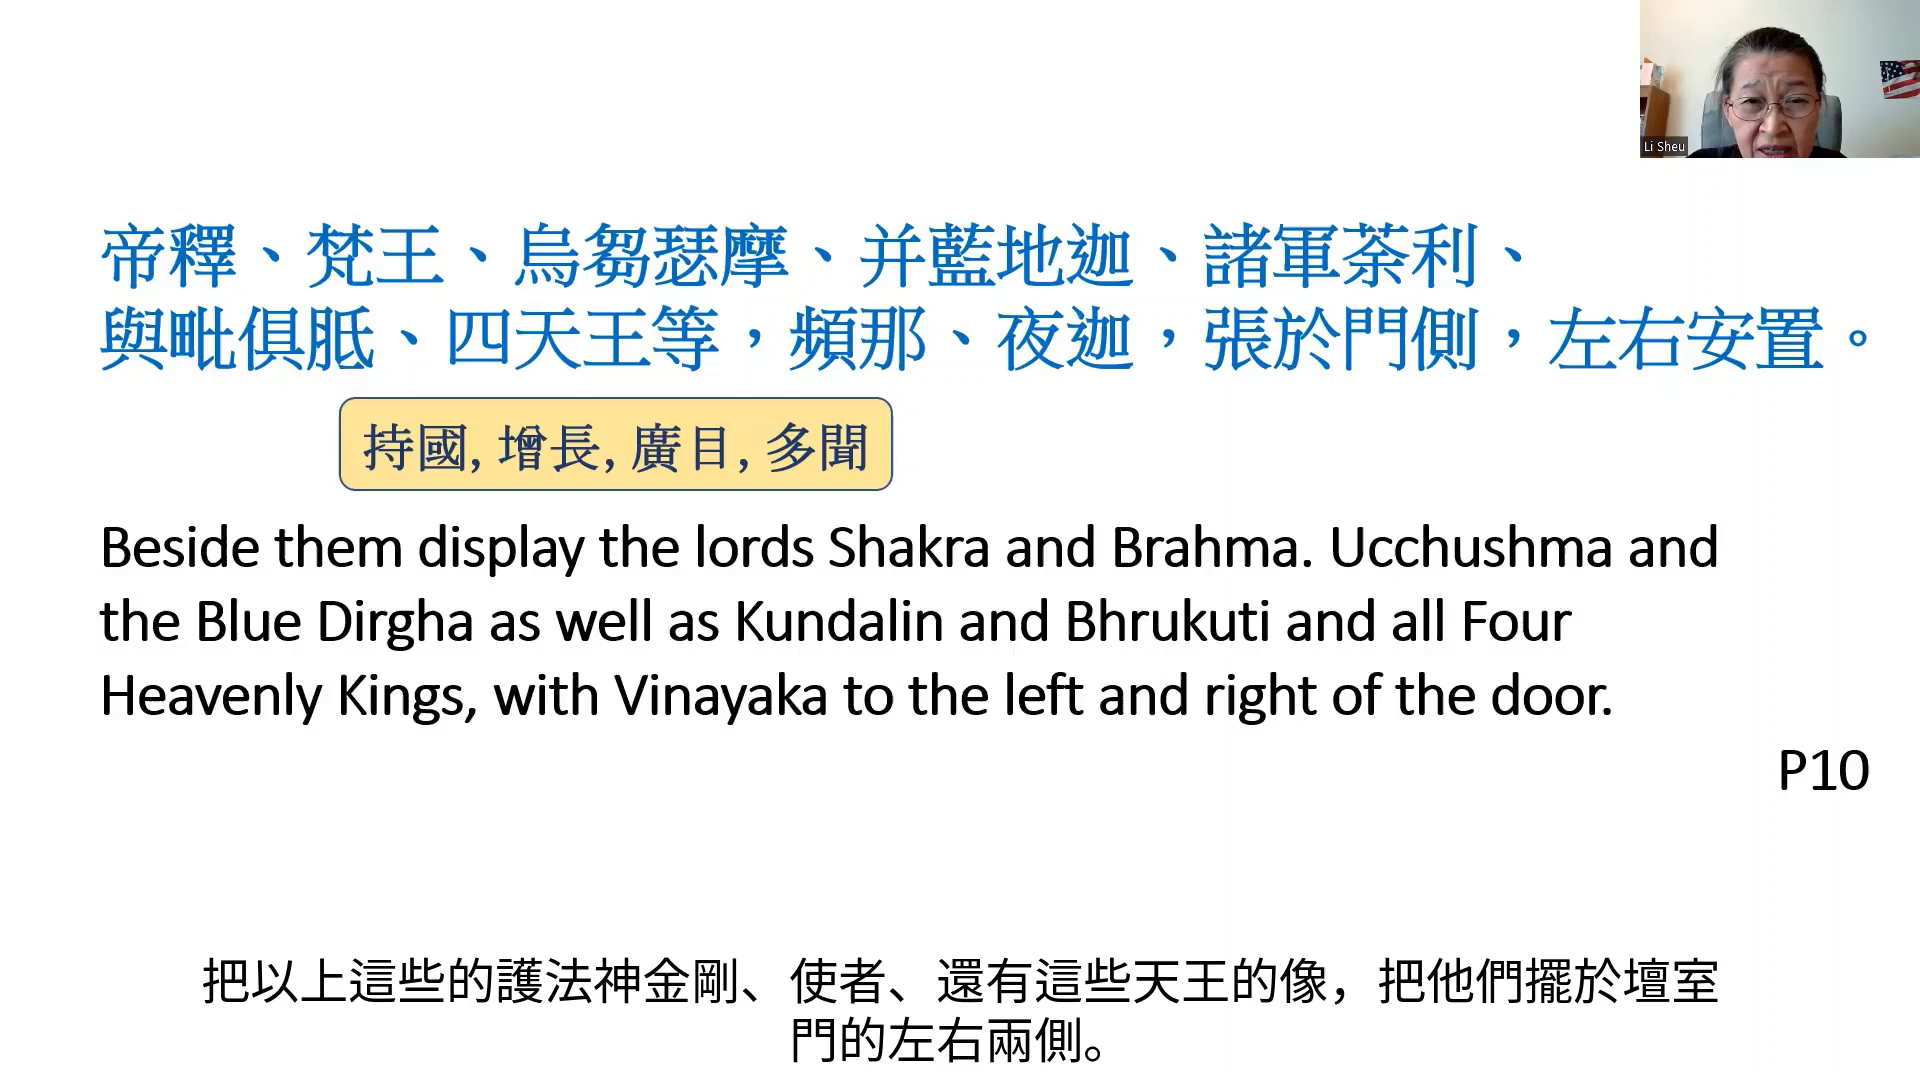 Li Sheu
帝釋、梵王、烏芻瑟摩、并藍地迦、諸軍荼利、
與毗俱胝、四天王等，頻那、夜迦，張於門側，左右安置。
持國, 增長, 廣目, 多聞
Beside them display the lords Shakra and Brahma. Ucchushma and
the Blue Dirgha as well as Kundalin and Bhrukuti and all Four
Heavenly Kings, with Vinayaka to the left and right of the door.
P10
把以上這些的護法神金剛、使者、還有這些天王的像，把他們擺於壇室
門的左右兩側。